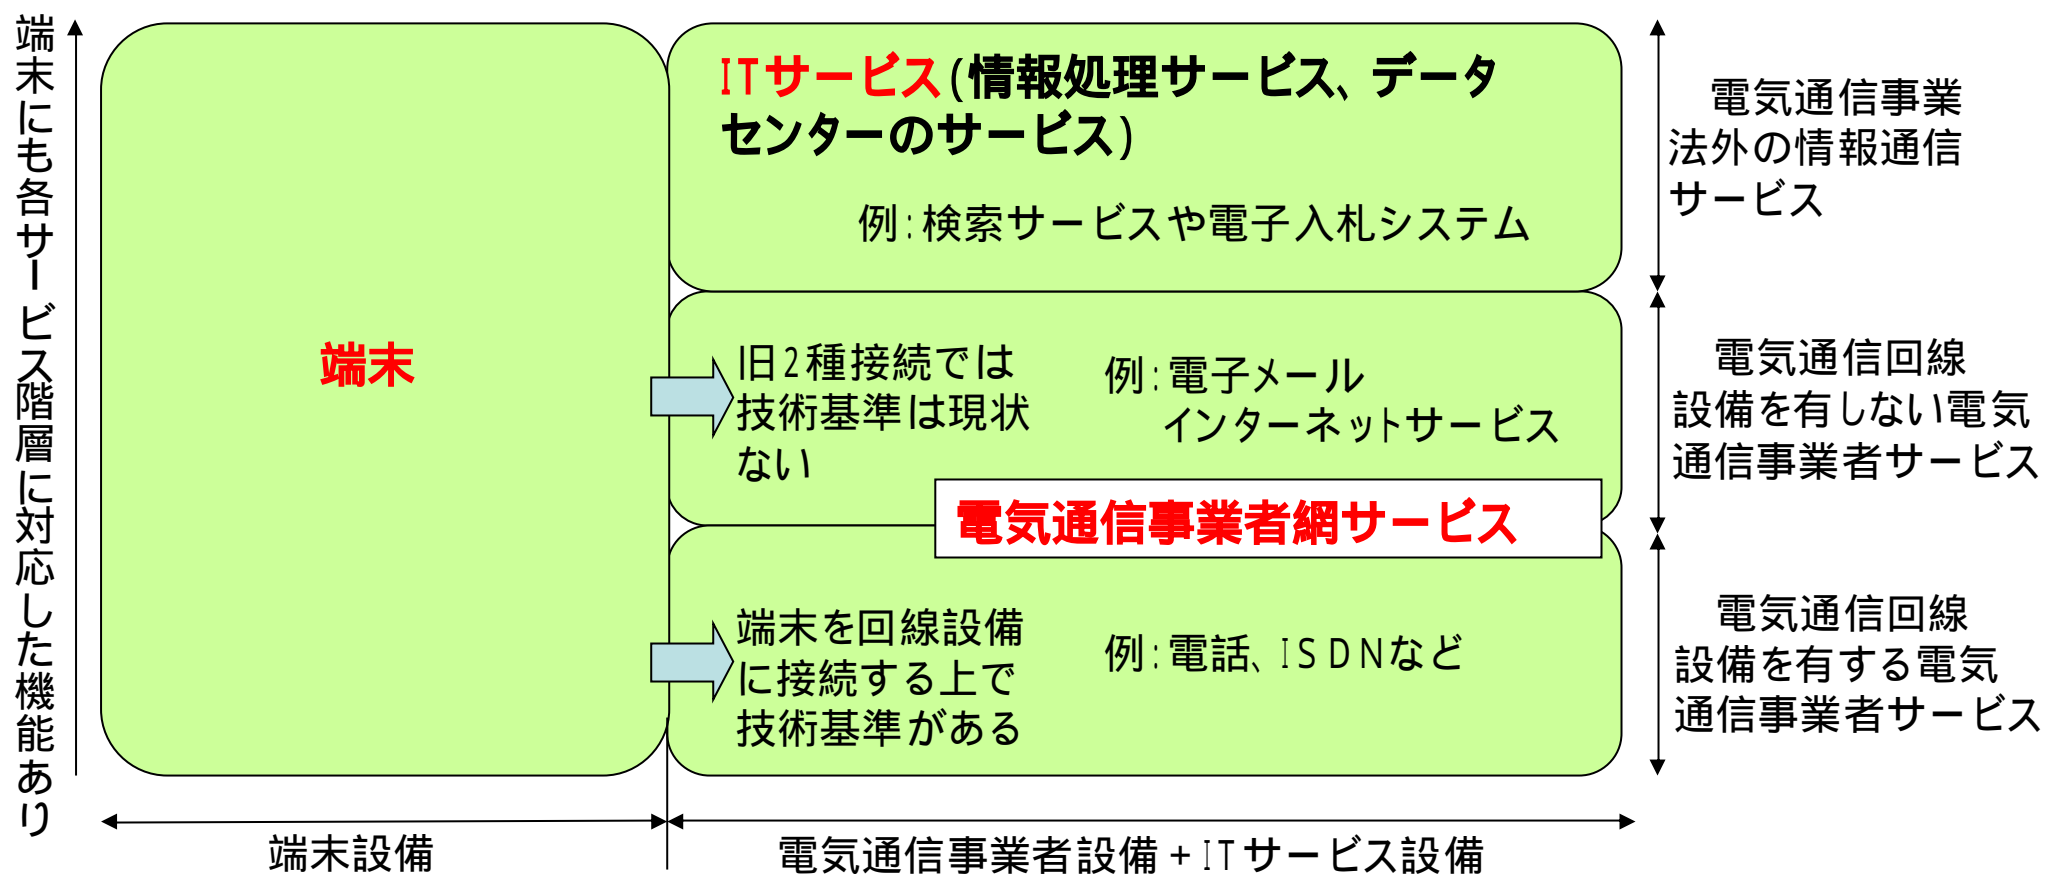 端末にも各サービス階層に対応した機能あり
端末
ITサービス(情報処理サービス、データ
センターのサービス)
例:検索サービスや電子入札システム
電気通信事業
法外の情報通信
サービス
旧2種接続では
技術基準は現状
ない
例:電子メール
インターネットサービス
電気通信回線
設備を有しない電気
通信事業者サービス
電気通信事業者網サービス
端末を回線設備
に接続する上で
技術基準がある
例:電話、ISDNなど
電気通信回線
設備を有する電気
通信事業者サービス
端末設備
電気通信事業者設備+ITサービス設備